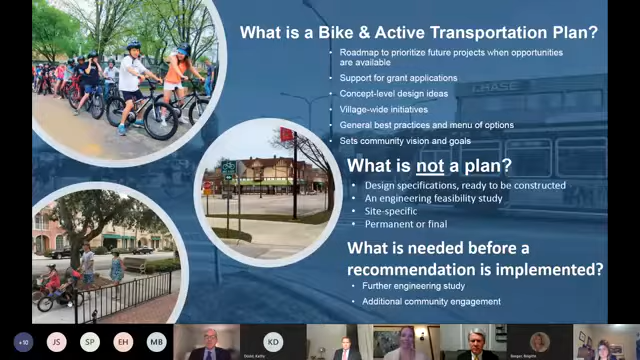 What is a Bike & Active Transportation Plan?
• Roadmap to prioritize future projects when opportunities
are available
• Support for grant applications
• Concept-level design ideas
• Village-wide initiatives
• General best practices and menu of options
• Sets community vision and goals
CHASE
What is not a plan?
• Design specifications, ready to be constructed
• An engineering feasibility study
• Site-specific
• Permanent or final
What is needed before a
recommendation is implemented?
• Further engineering study
• Additional community engagement
+10
JS
SP
EH
MB
KD